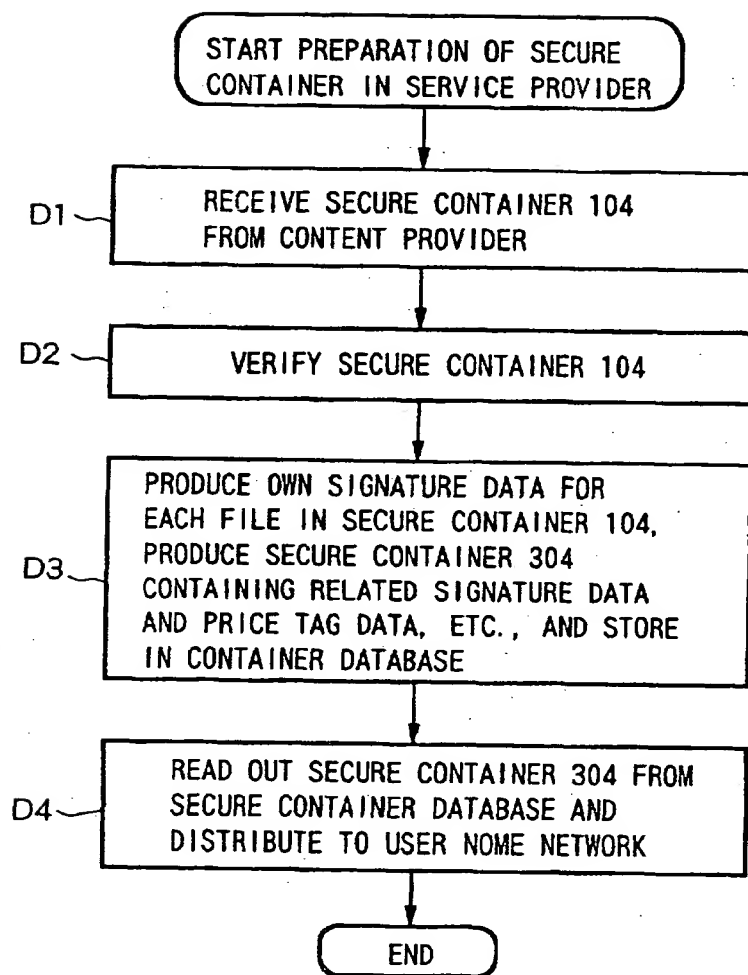 START PREPARATION OF SECURE
CONTAINER IN SERVICE PROVIDER
D1
RECEIVE SECURE CONTAINER 104
FROM CONTENT PROVIDER
D2
VERIFY SECURE CONTAINER 104
D3
PRODUCE OWN SIGNATURE DATA FOR
EACH FILE IN SECURE CONTAINER 104,
PRODUCE SECURE CONTAINER 304
CONTAINING RELATED SIGNATURE DATA
AND PRICE TAG DATA, ETC., AND STORE
IN CONTAINER DATABASE
D4
READ OUT SECURE CONTAINER 304 FROM
SECURE CONTAINER DATABASE AND
DISTRIBUTE TO USER NOME NETWORK
END